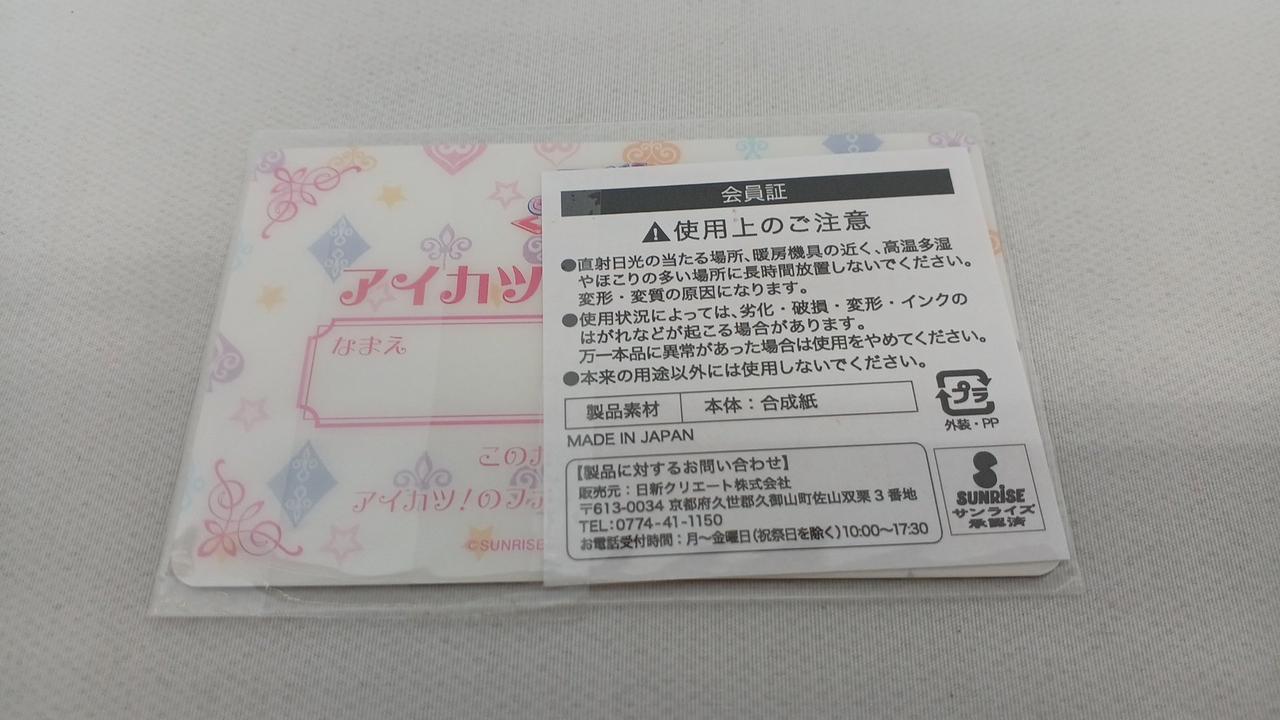 アイカツ
なまえ
このお
アイカツ!のファ
©SUNRISE
会員証
使用上のご注意
●直射日光の当たる場所、暖房機具の近く、高温多湿
やほこりの多い場所に長時間放置しないでください。
変形・変質の原因になります。
●使用状況によっては、劣化・破損・変形・インクの
はがれなどが起こる場合があります。
万一本品に異常があった場合は使用をやめてください。
●本来の用途以外には使用しないでください。
製品素材 本体:合成紙
プラ
外装・PP
MADE IN JAPAN
【製品に対するお問い合わせ】
販売元:日新クリエート株式会社
〒613-0034 京都府久世郡久御山町佐山双栗3番地
TEL:0774-41-1150
お電話受付時間:月〜金曜日(祝祭日を除く)10:00〜17:30
SUNRISE
サンライズ
承認済